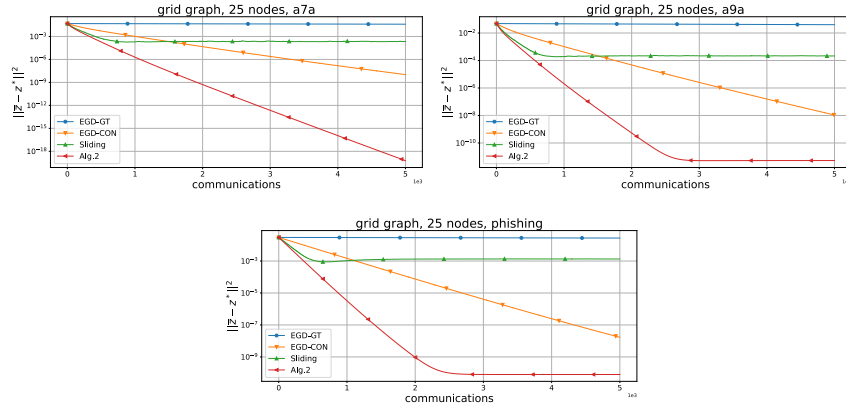 grid graph, 25 nodes, a7a
||z̅ − z*||²
10⁻³
10⁻⁶
10⁻⁹
10⁻¹²
10⁻¹⁵
10⁻¹⁸
EGD-GT
EGD-CON
Sliding
Alg.2
0 1 2 3 4 5
communications
1e3
grid graph, 25 nodes, a9a
||z̅ − z*||²
10⁻²
10⁻⁴
10⁻⁶
10⁻⁸
10⁻¹⁰
EGD-GT
EGD-CON
Sliding
Alg.2
0 1 2 3 4 5
communications
1e3
grid graph, 25 nodes, phishing
||z̅ − z*||²
10⁻³
10⁻⁵
10⁻⁷
10⁻⁹
EGD-GT
EGD-CON
Sliding
Alg.2
0 1 2 3 4 5
communications
1e3